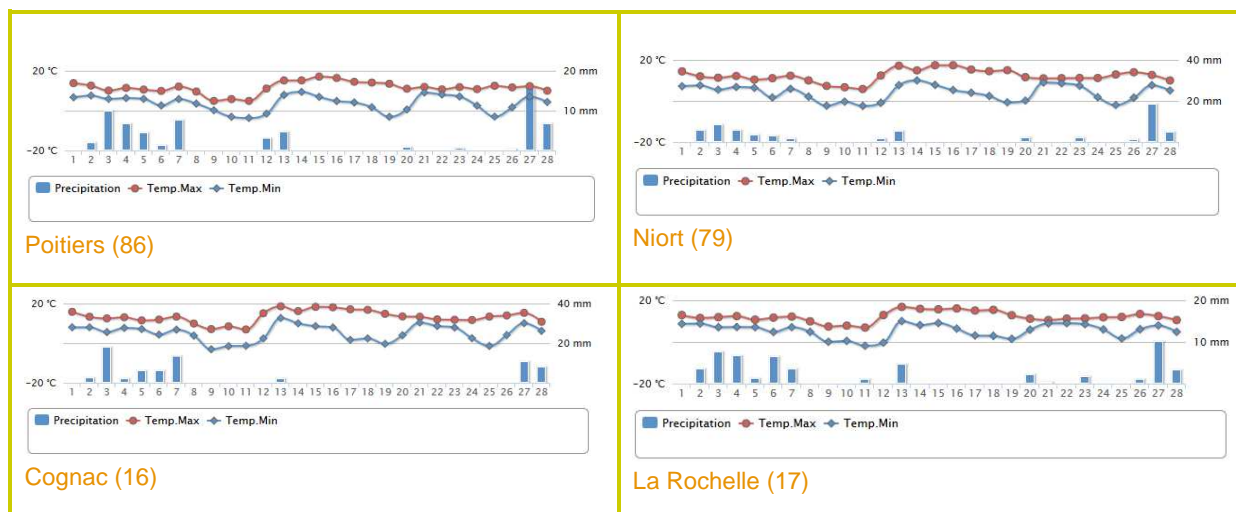 20 °C 20 mm
10 mm
-20 °C
1 2 3 4 5 6 7 8 9 10 11 12 13 14 15 16 17 18 19 20 21 22 23 24 25 26 27 28
Precipitation Temp.Max Temp.Min
Poitiers (86)
20 °C 40 mm
20 mm
-20 °C
1 2 3 4 5 6 7 8 9 10 11 12 13 14 15 16 17 18 19 20 21 22 23 24 25 26 27 28
Precipitation Temp.Max Temp.Min
Niort (79)
20 °C 40 mm
20 mm
-20 °C
1 2 3 4 5 6 7 8 9 10 11 12 13 14 15 16 17 18 19 20 21 22 23 24 25 26 27 28
Precipitation Temp.Max Temp.Min
Cognac (16)
20 °C 20 mm
10 mm
-20 °C
1 2 3 4 5 6 7 8 9 10 11 12 13 14 15 16 17 18 19 20 21 22 23 24 25 26 27 28
Precipitation Temp.Max Temp.Min
La Rochelle (17)